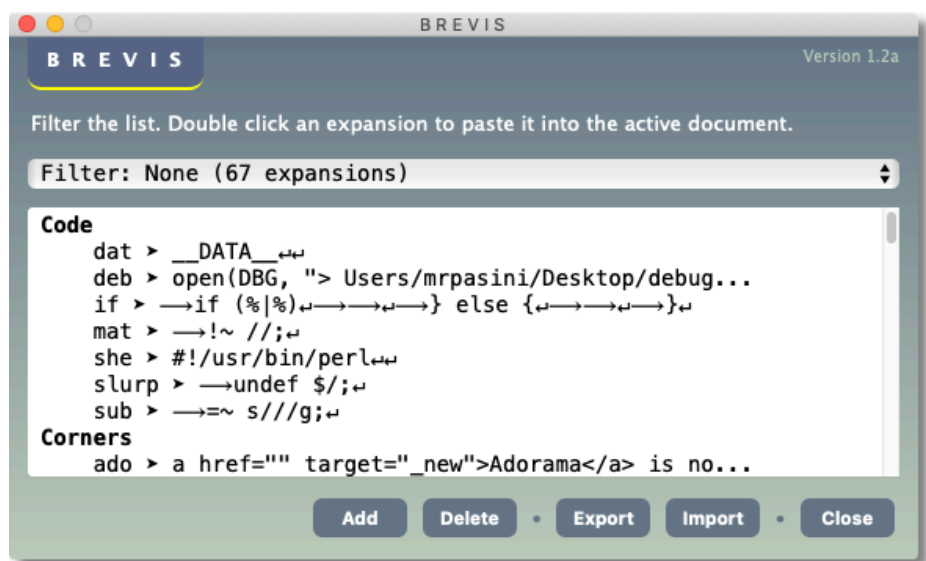 BREVIS
BREVIS
Version 1.2a
Filter the list. Double click an expansion to paste it into the active document.
Filter: None (67 expansions)
Code
dat ➤ __DATA__↵↵
deb ➤ open(DBG, "> Users/mrpasini/Desktop/debug...
if ➤ ⟶if (%|%)↵⟶⟶↵⟶} else {↵⟶⟶↵⟶}↵
mat ➤ ⟶!~ //;↵
she ➤ #!/usr/bin/perl↵↵
slurp ➤ ⟶undef $/;↵
sub ➤ ⟶=~ s///g;↵
Corners
ado ➤ a href="" target="_new">Adorama</a> is no...
Add Delete • Export Import • Close